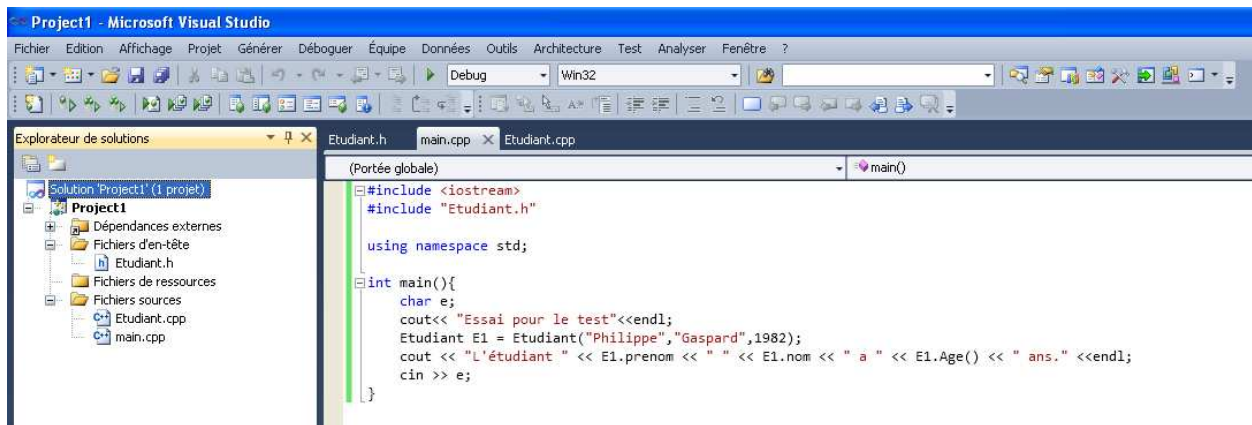 Project1 - Microsoft Visual Studio
Fichier Edition Affichage Projet Générer Déboguer Équipe Données Outils Architecture Test Analyser Fenêtre ?
Debug Win32
Explorateur de solutions
Etudiant.h main.cpp Etudiant.cpp
(Portée globale) main()
Solution 'Project1' (1 projet)
Project1
Dépendances externes
Fichiers d'en-tête
Etudiant.h
Fichiers de ressources
Fichiers sources
Etudiant.cpp
main.cpp
#include <iostream>
#include "Etudiant.h"
using namespace std;
int main(){
char e;
cout<< "Essai pour le test"<<endl;
Etudiant E1 = Etudiant("Philippe","Gaspard",1982);
cout << "L'étudiant " << E1.prenom << " " << E1.nom << " a " << E1.Age() << " ans." <<endl;
cin >> e;
}